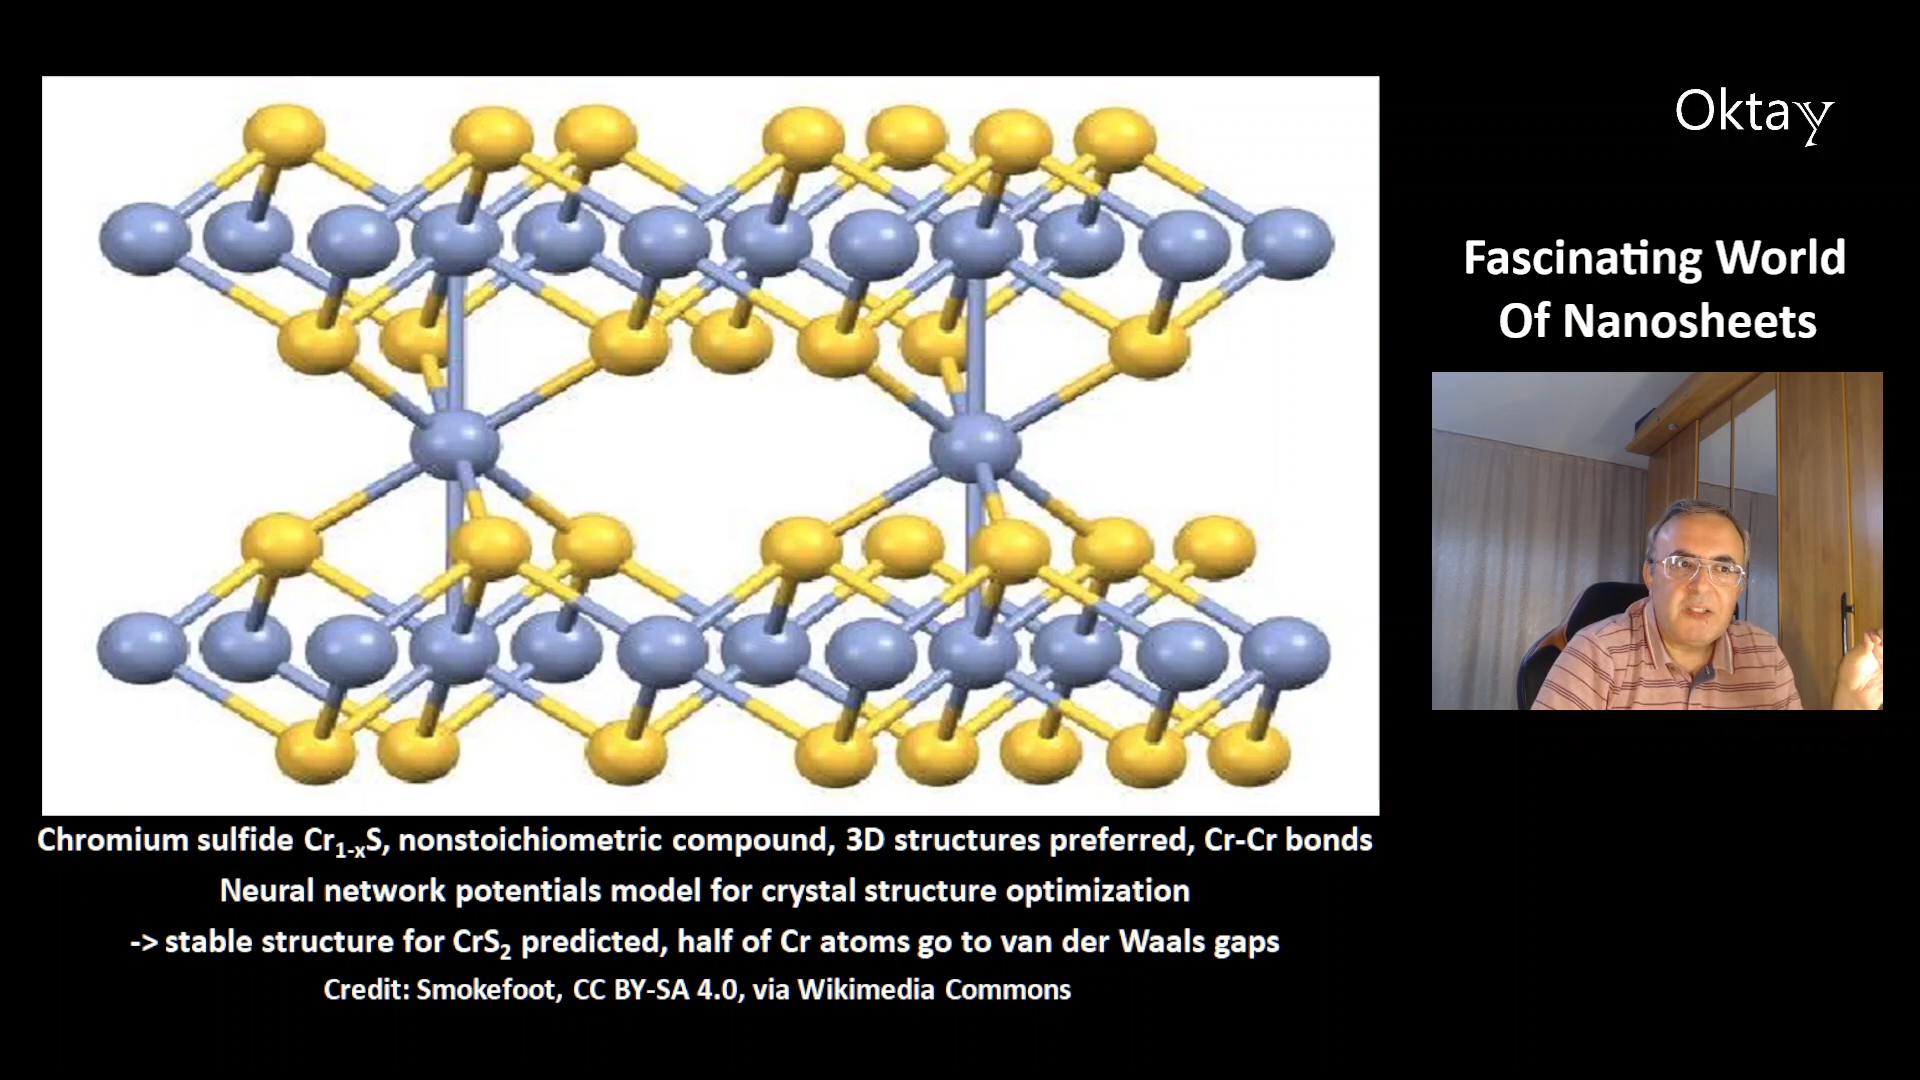 Oktay
Fascinating World
Of Nanosheets
Chromium sulfide Cr₁₋ₓS, nonstoichiometric compound, 3D structures preferred, Cr-Cr bonds
Neural network potentials model for crystal structure optimization
-> stable structure for CrS₂ predicted, half of Cr atoms go to van der Waals gaps
Credit: Smokefoot, CC BY-SA 4.0, via Wikimedia Commons